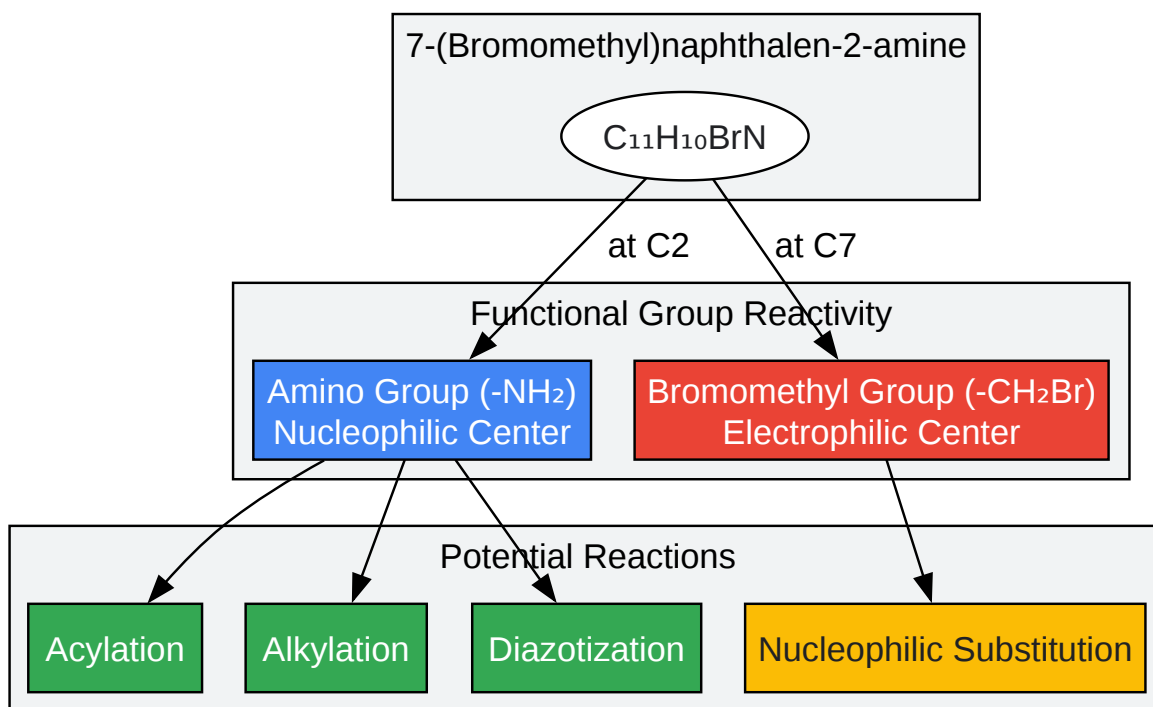 7-(Bromomethyl)naphthalen-2-amine
C₁₁H₁₀BrN
at C2
at C7
Functional Group Reactivity
Amino Group (-NH₂)
Nucleophilic Center
Bromomethyl Group (-CH₂Br)
Electrophilic Center
Potential Reactions
Acylation
Alkylation
Diazotization
Nucleophilic Substitution